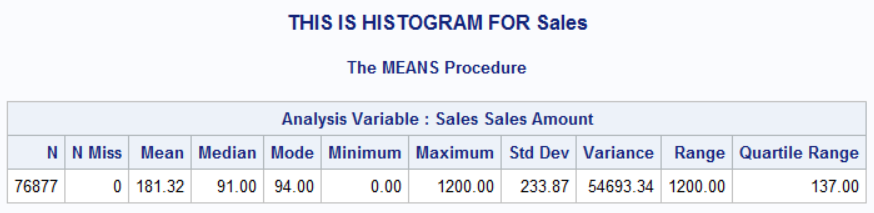 THIS IS HISTOGRAM FOR Sales
The MEANS Procedure
Analysis Variable : Sales Sales Amount
N N Miss Mean Median Mode Minimum Maximum Std Dev Variance Range Quartile Range
76877 0 181.32 91.00 94.00 0.00 1200.00 233.87 54693.34 1200.00 137.00